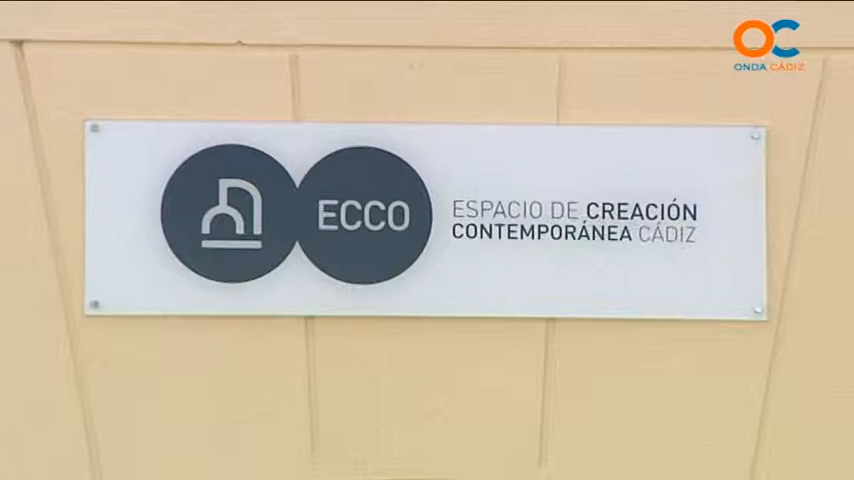 OC
ONDA CÁDIZ
ECCO
ESPACIO DE CREACIÓN
CONTEMPORÁNEA CÁDIZ